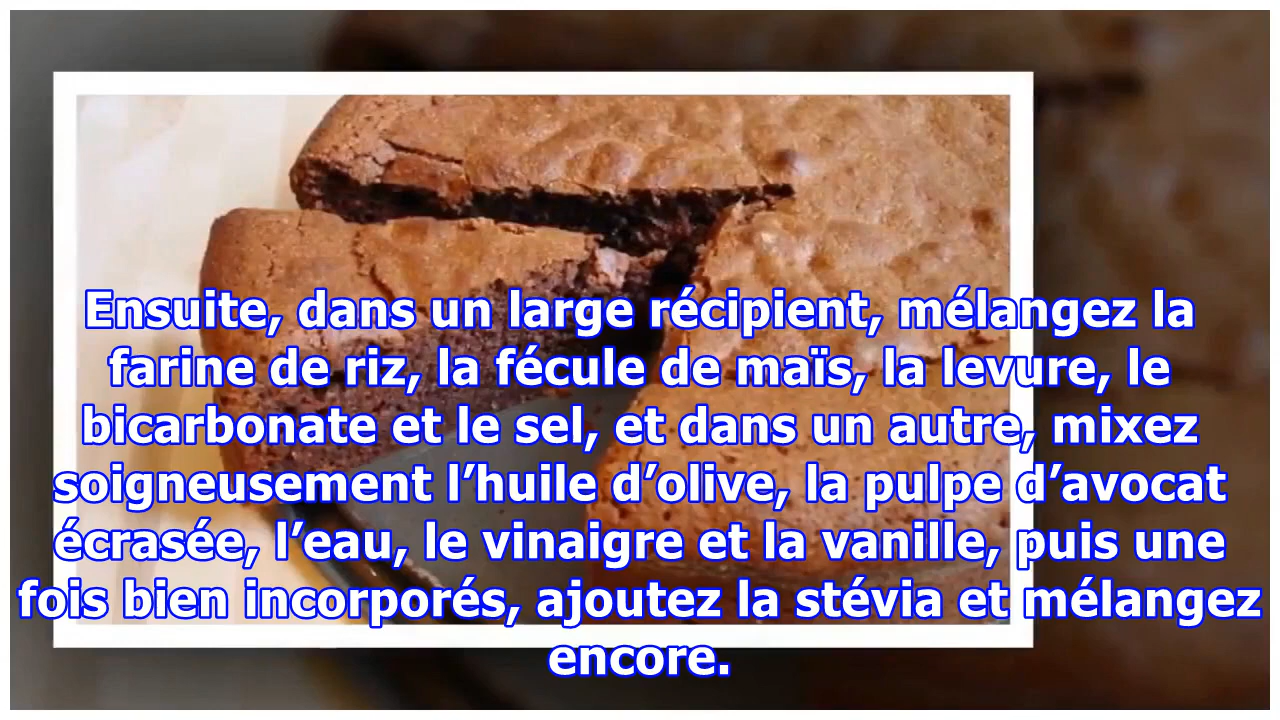 Ensuite, dans un large récipient, mélangez la
farine de riz, la fécule de maïs, la levure, le
bicarbonate et le sel, et dans un autre, mixez
soigneusement l’huile d’olive, la pulpe d’avocat
écrasée, l’eau, le vinaigre et la vanille, puis une
fois bien incorporés, ajoutez la stévia et mélangez
encore.